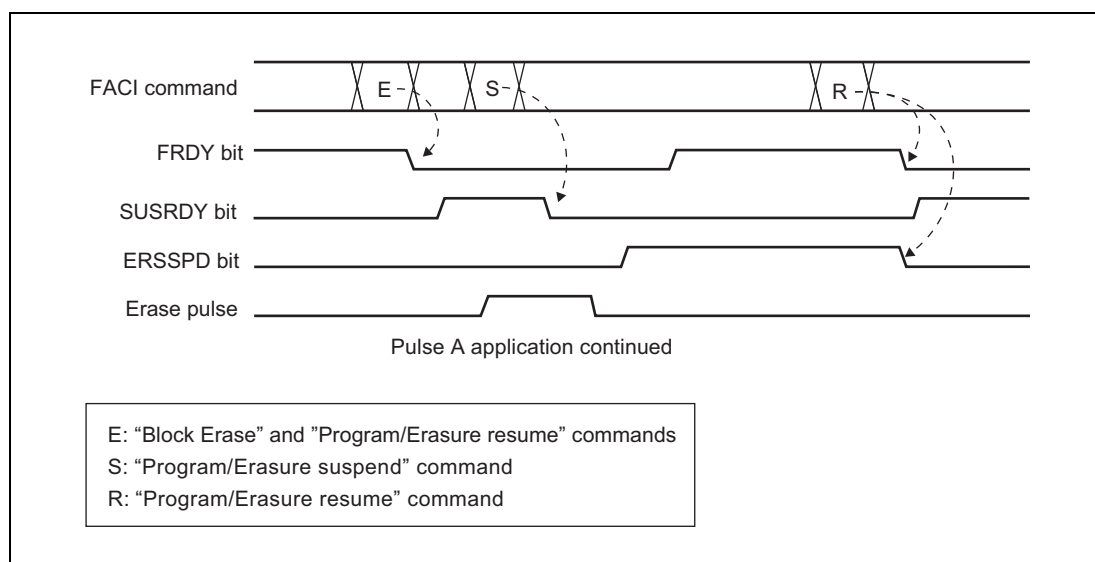 FACI command
E
S
R
FRDY bit
SUSRDY bit
ERSSPD bit
Erase pulse
Pulse A application continued
E: “Block Erase” and ”Program/Erasure resume” commands
S: “Program/Erasure suspend” command
R: “Program/Erasure resume” command